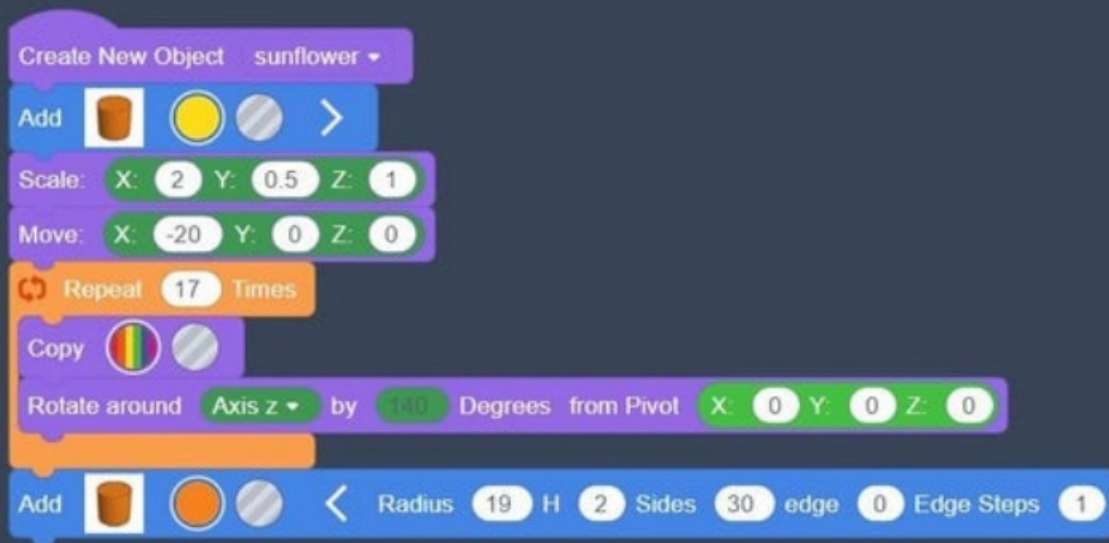 Create New Object sunflower
Add
Scale: X: 2 Y: 0.5 Z: 1
Move: X: -20 Y: 0 Z: 0
Repeat 17 Times
Copy
Rotate around Axis z by 140 Degrees from Pivot X: 0 Y: 0 Z: 0
Add Radius 19 H 2 Sides 30 edge 0 Edge Steps 1